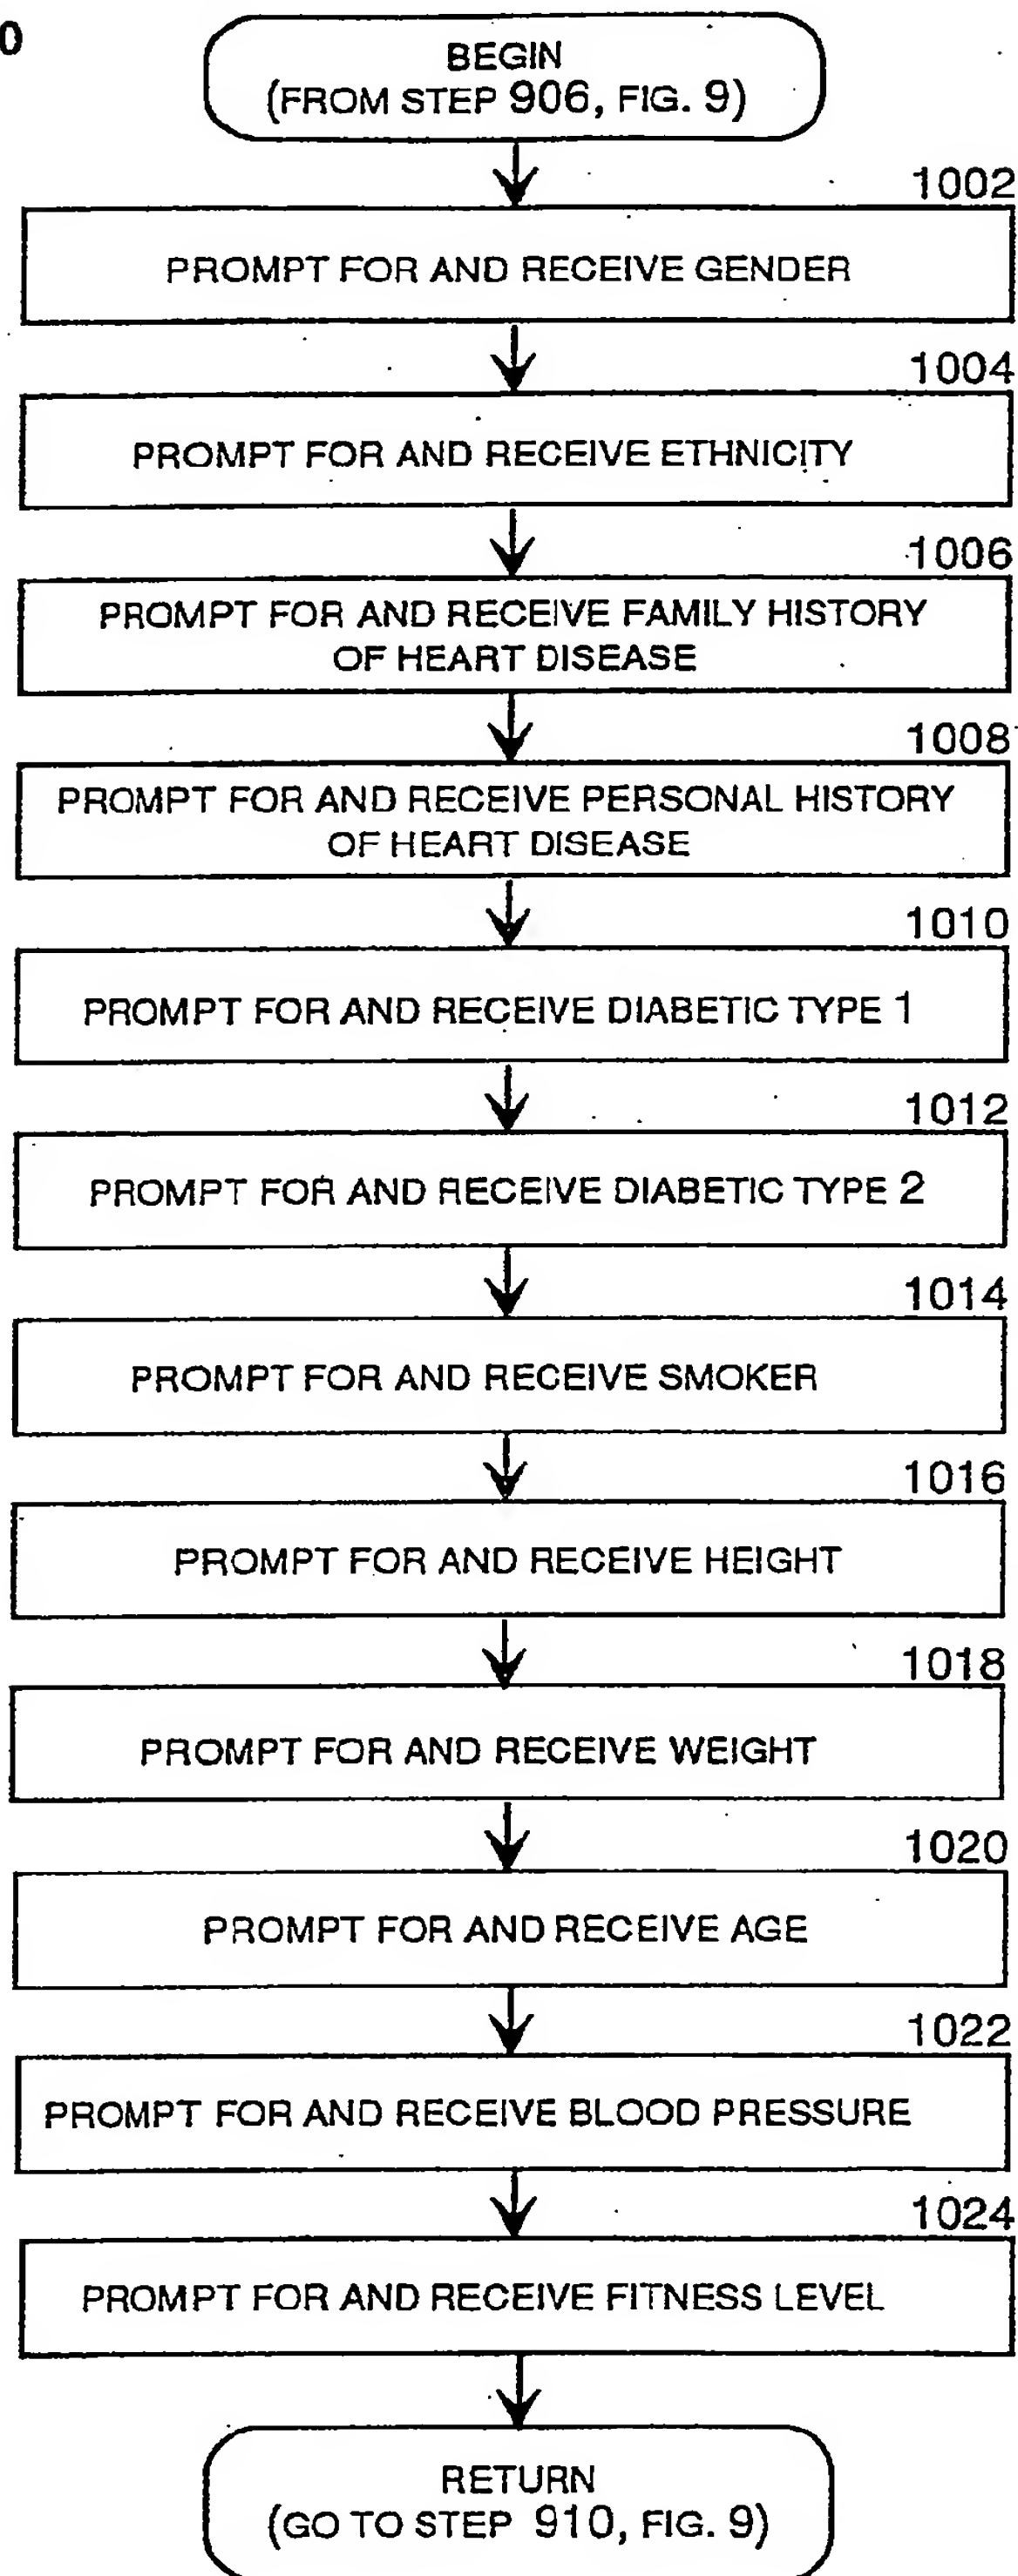 0
BEGIN
(FROM STEP 906, FIG. 9)
1002
PROMPT FOR AND RECEIVE GENDER
1004
PROMPT FOR AND RECEIVE ETHNICITY
1006
PROMPT FOR AND RECEIVE FAMILY HISTORY
OF HEART DISEASE
1008
PROMPT FOR AND RECEIVE PERSONAL HISTORY
OF HEART DISEASE
1010
PROMPT FOR AND RECEIVE DIABETIC TYPE 1
1012
PROMPT FOR AND RECEIVE DIABETIC TYPE 2
1014
PROMPT FOR AND RECEIVE SMOKER
1016
PROMPT FOR AND RECEIVE HEIGHT
1018
PROMPT FOR AND RECEIVE WEIGHT
1020
PROMPT FOR AND RECEIVE AGE
1022
PROMPT FOR AND RECEIVE BLOOD PRESSURE
1024
PROMPT FOR AND RECEIVE FITNESS LEVEL
RETURN
(GO TO STEP 910, FIG. 9)